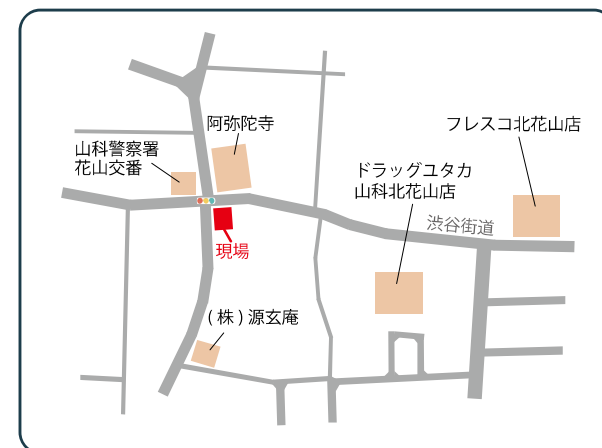 阿弥陀寺
フレスコ北花山店
山科警察署
花山交番
ドラッグユタカ
山科北花山店
渋谷街道
現場
(株)源玄庵